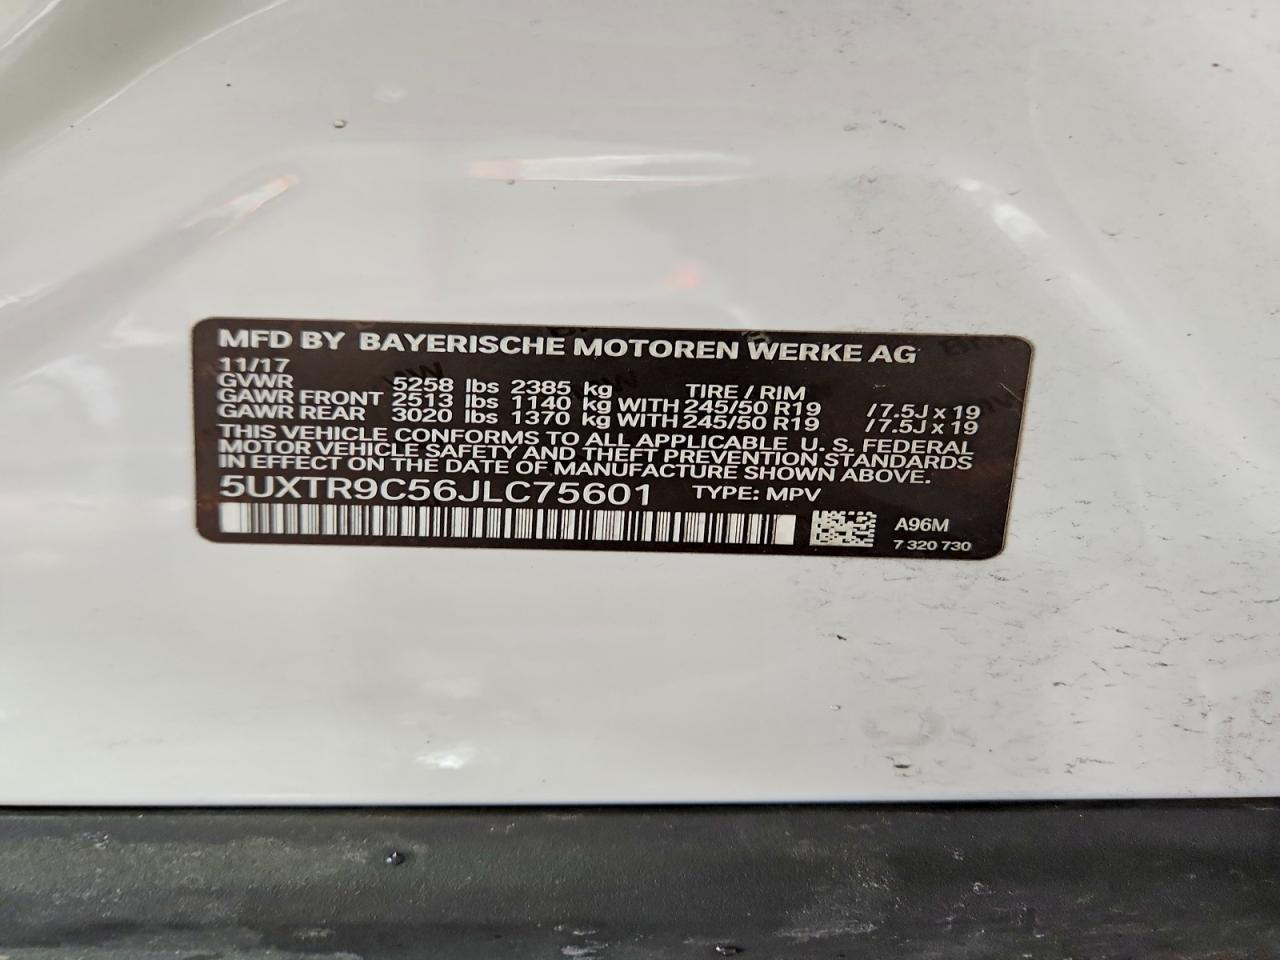 MFD BY BAYERISCHE MOTOREN WERKE AG
11/17
GVWR 5258 lbs 2385 kg TIRE / RIM
GAWR FRONT 2513 lbs 1140 kg WITH 245/50 R19 / 7.5J x 19
GAWR REAR 3020 lbs 1370 kg WITH 245/50 R19 / 7.5J x 19
THIS VEHICLE CONFORMS TO ALL APPLICABLE U. S. FEDERAL
MOTOR VEHICLE SAFETY AND THEFT PREVENTION STANDARDS
IN EFFECT ON THE DATE OF MANUFACTURE SHOWN ABOVE.
5UXTR9C56JLC75601 TYPE: MPV
A96M
7 320 730